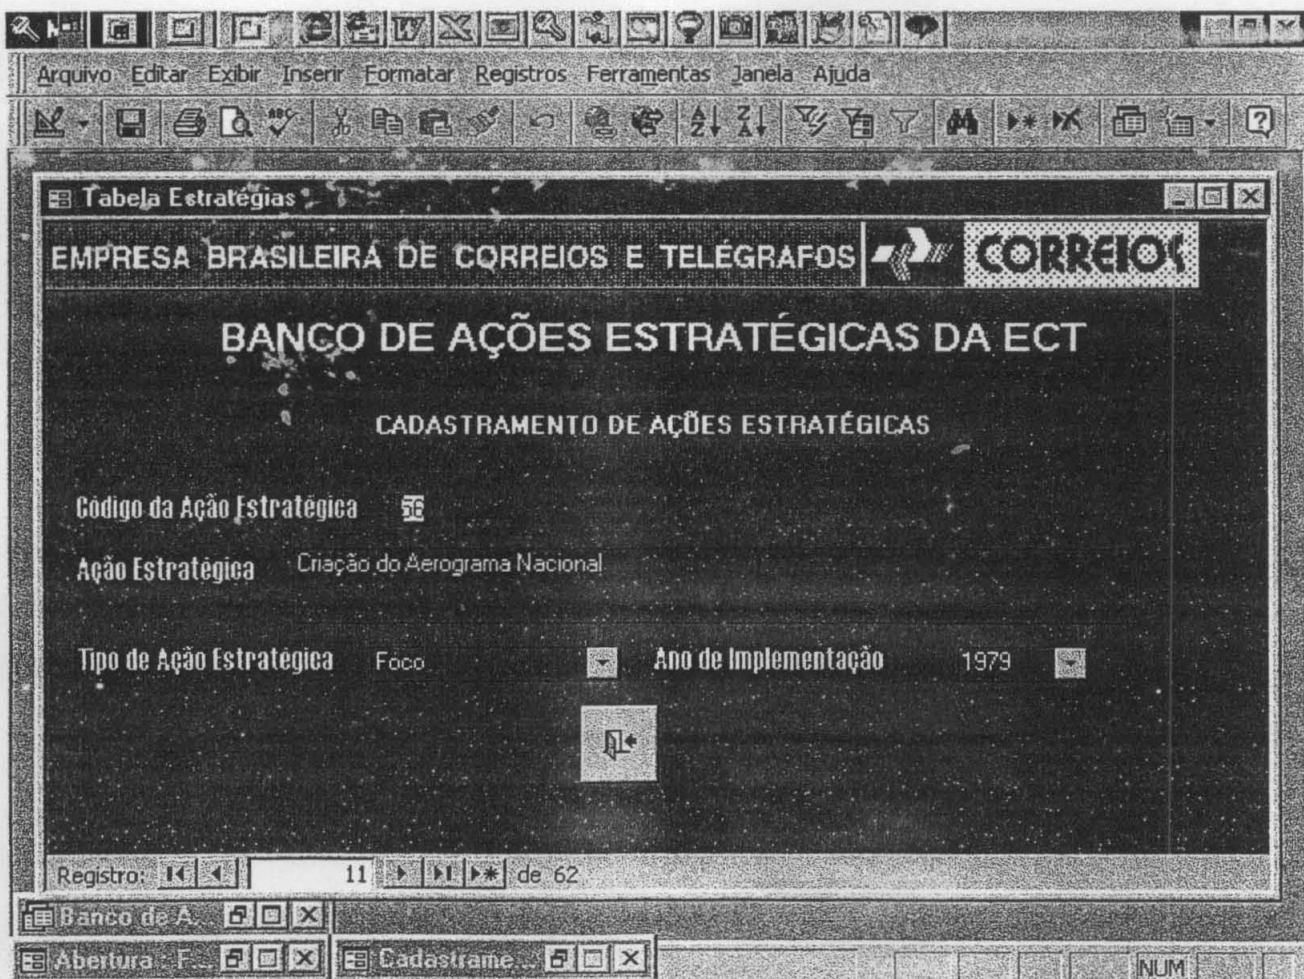 Arquivo Editar Exibir Inserir Formatar Registros Ferramentas Janela Ajuda
Tabela Estratégias
EMPRESA BRASILEIRA DE CORREIOS E TELÉGRAFOS CORREIOS
BANCO DE AÇÕES ESTRATÉGICAS DA ECT
CADASTRAMENTO DE AÇÕES ESTRATÉGICAS
Código da Ação Estratégica 56
Ação Estratégica Criação do Aerograma Nacional
Tipo de Ação Estratégica Foco Ano de Implementação 1979
Registro: 11 de 62
Banco de A...
Abertura : F... Cadastrame...
NUM